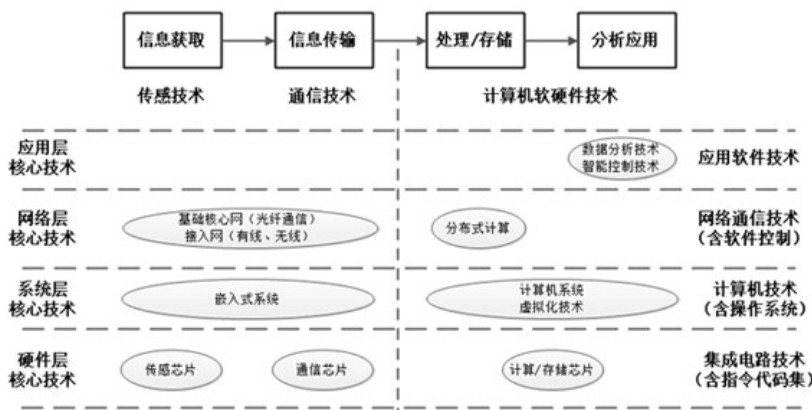 信息获取
信息传输
处理/存储
分析应用
传感技术
通信技术
计算机软硬件技术
应用层
核心技术
数据分析技术
智能控制技术
应用软件技术
网络层
核心技术
基础核心网（光纤通信）
接入网（有线、无线）
分布式计算
网络通信技术
（含软件控制）
系统层
核心技术
嵌入式系统
计算机系统
虚拟化技术
计算机技术
（含操作系统）
硬件层
核心技术
传感芯片
通信芯片
计算/存储芯片
集成电路技术
（含指令代码集）